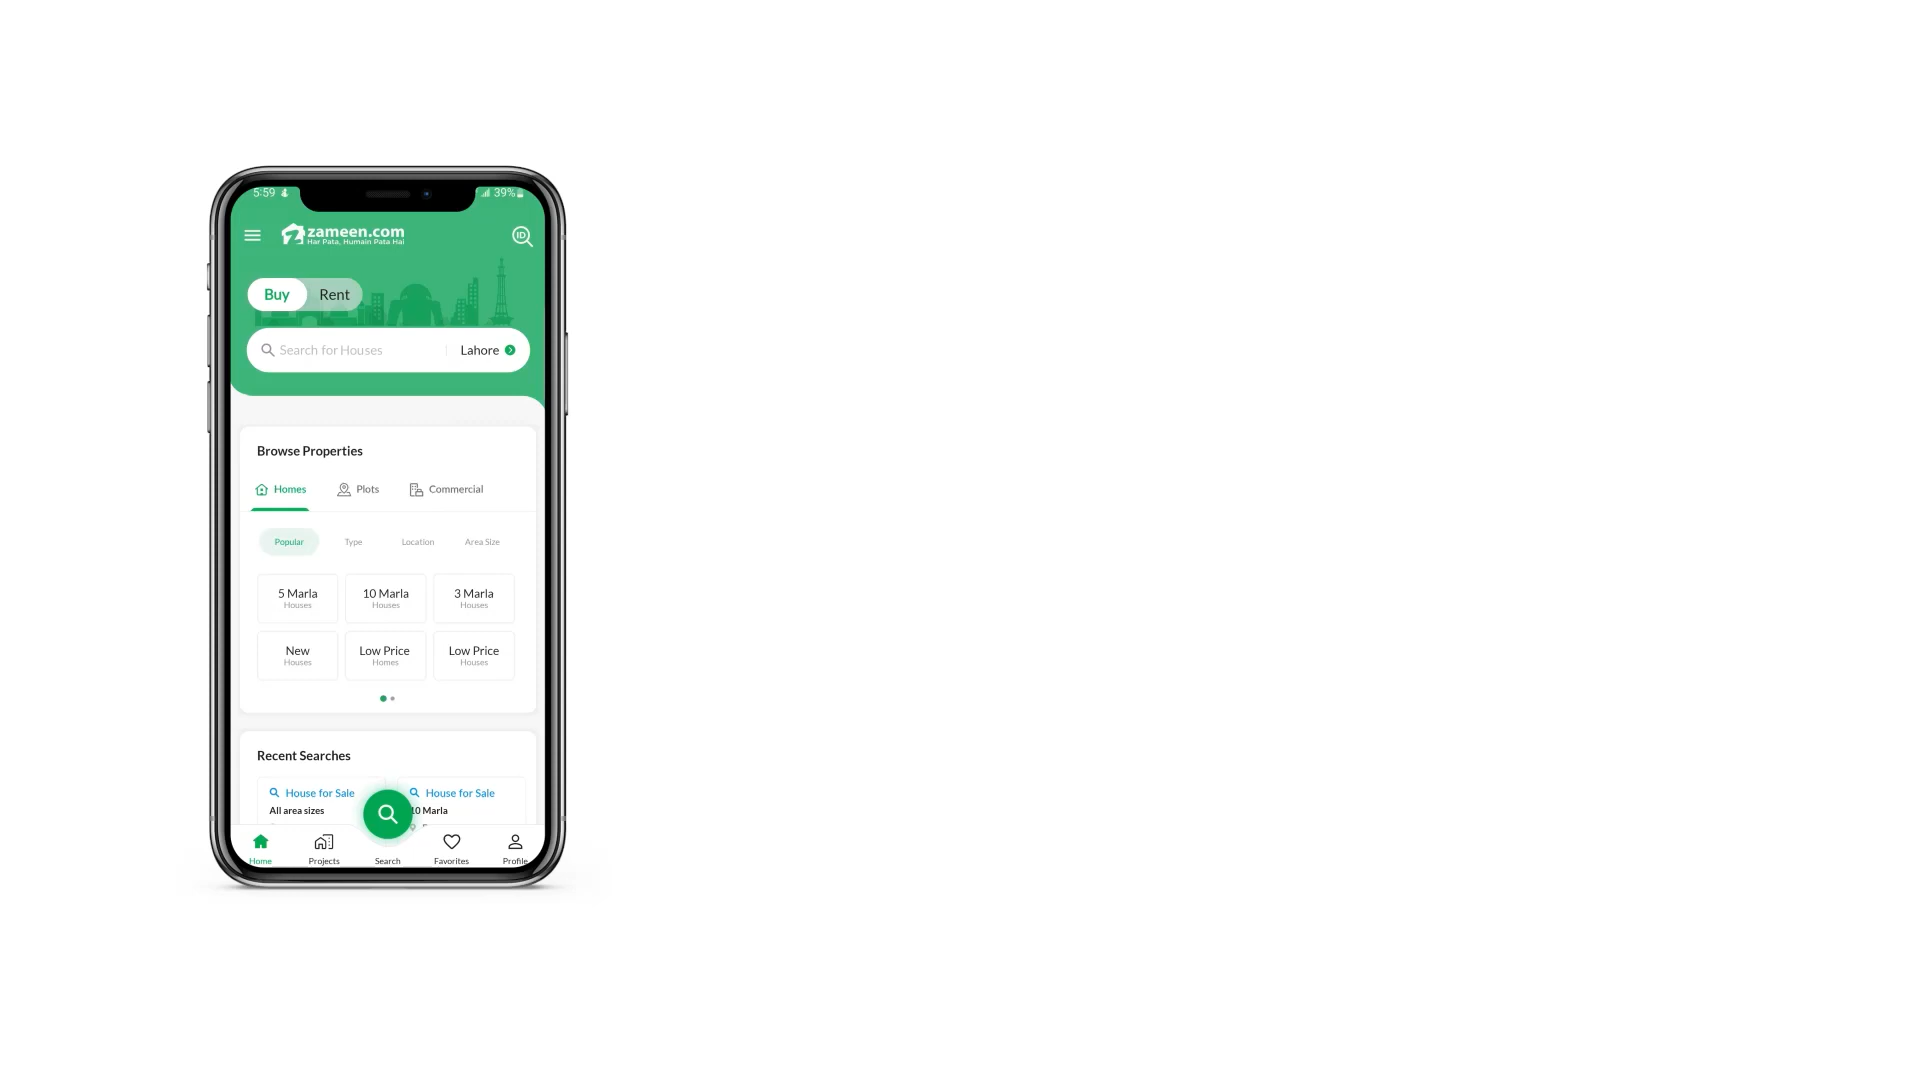 5:59
39%
zameen.com
Har Pata, Humain Pata Hai
ID
Buy Rent
Search for Houses Lahore
Browse Properties
Homes Plots Commercial
Popular Type Location Area Size
5 Marla 10 Marla 3 Marla
Houses Houses Houses
New Low Price Low Price
Houses Homes Houses
Recent Searches
House for Sale House for Sale
All area sizes 10 Marla
Home Projects Search Favorites Profile